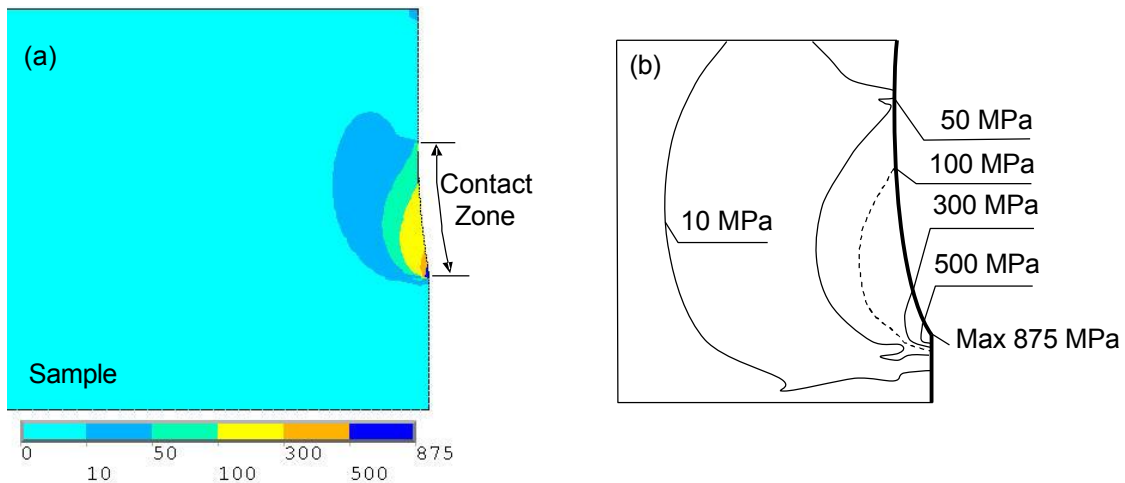 (a)
Contact
Zone
Sample
0 50 300 875
10 100 500
(b)
50 MPa
100 MPa
300 MPa
10 MPa
500 MPa
Max 875 MPa